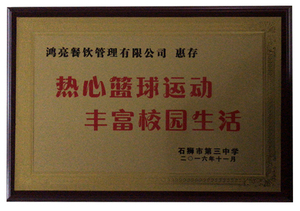 鸿亮餐饮管理有限公司 惠存
热心篮球运动
丰富校园生活
石狮市第三中学
二〇一六年十一月